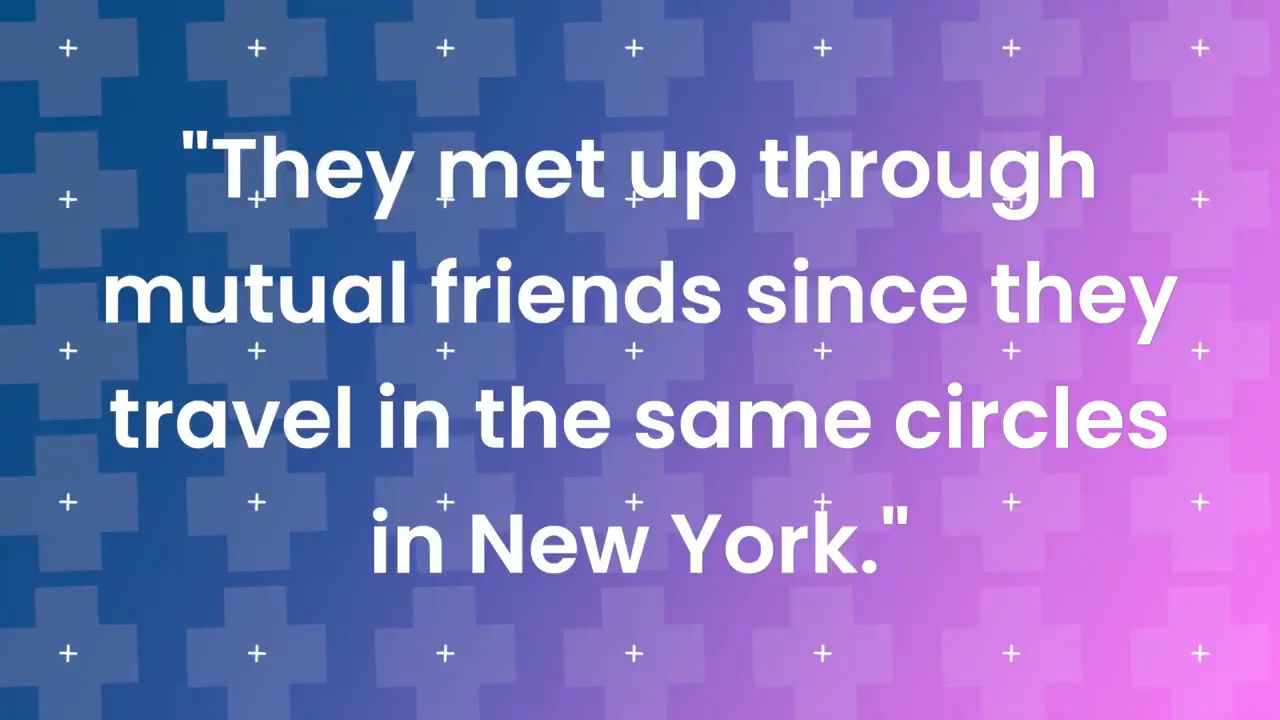 "They met up through
mutual friends since they
travel in the same circles
in New York."